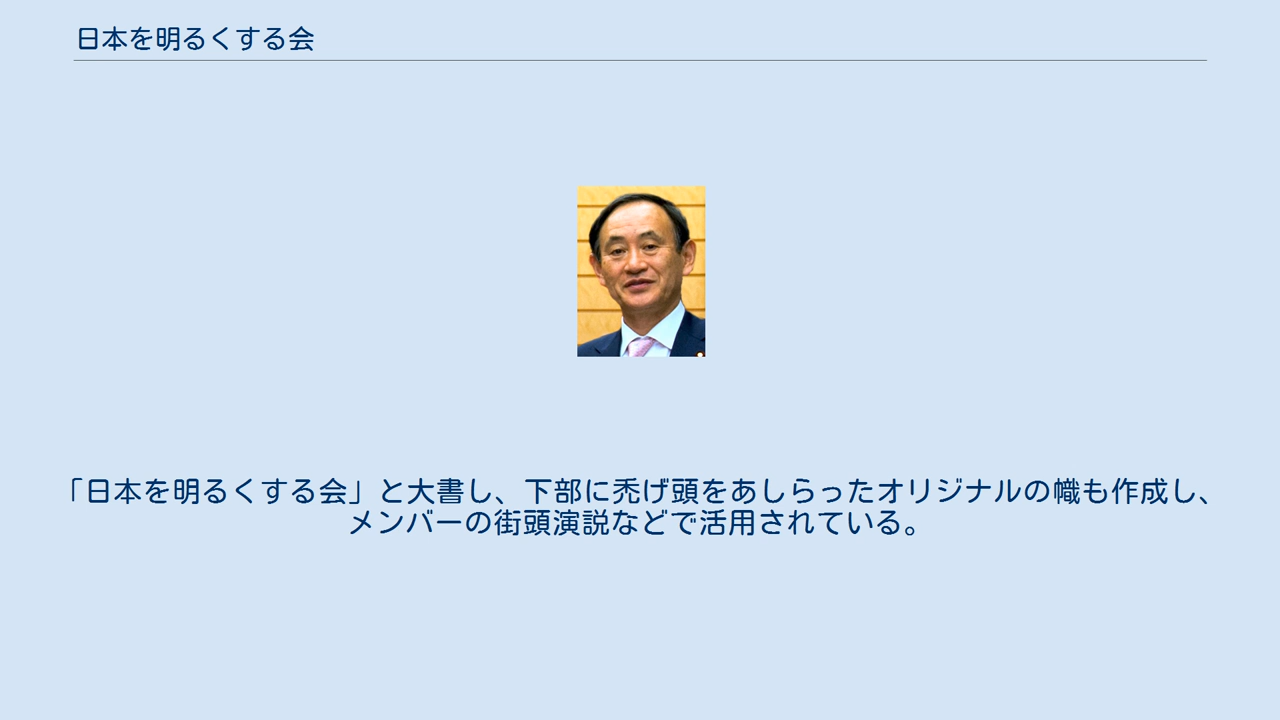 日本を明るくする会
「日本を明るくする会」と大書し、下部に禿げ頭をあしらったオリジナルの幟も作成し、
メンバーの街頭演説などで活用されている。